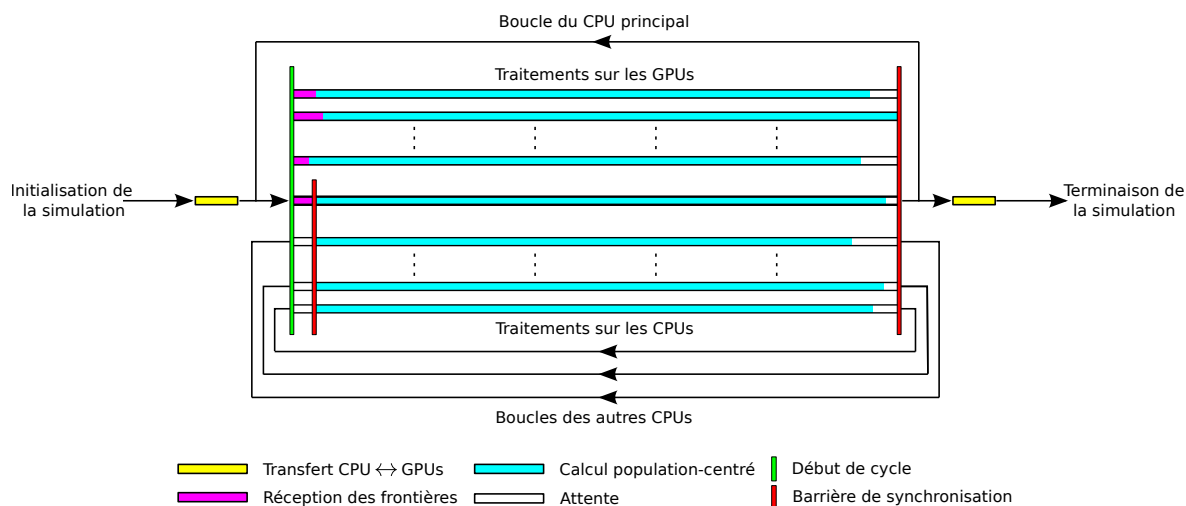 Boucle du CPU principal
Traitements sur les GPUs
Initialisation de
la simulation
Terminaison de
la simulation
Traitements sur les CPUs
Boucles des autres CPUs
Transfert CPU ↔ GPUs
Calcul population-centré
Début de cycle
Réception des frontières
Attente
Barrière de synchronisation